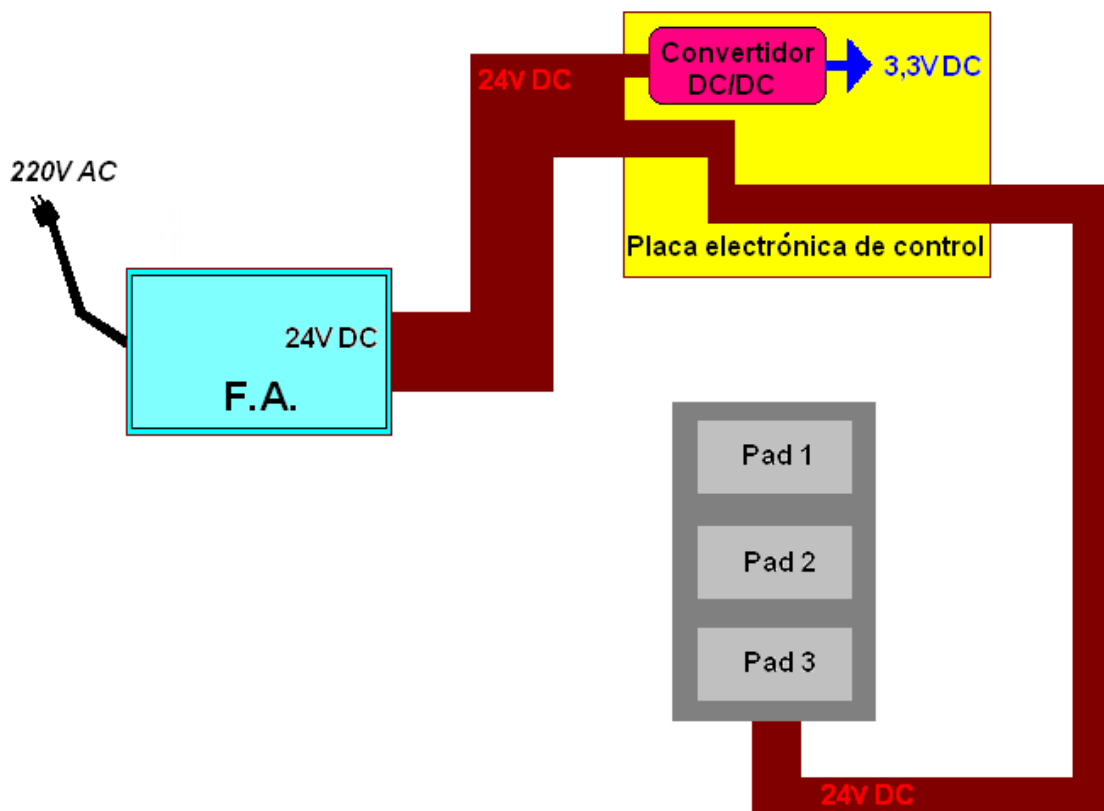 Convertidor
DC/DC
3,3V DC
24V DC
220V AC
Placa electrónica de control
24V DC
F.A.
Pad 1
Pad 2
Pad 3
24V DC